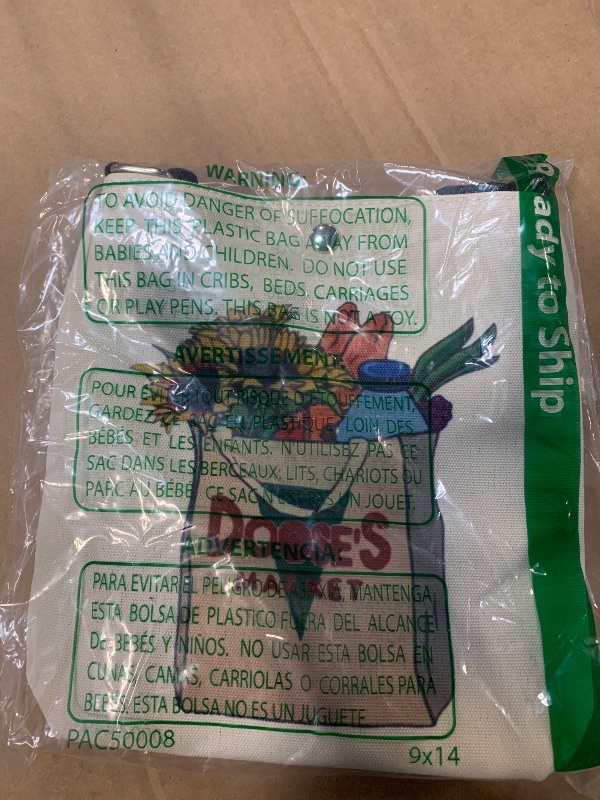 WARNING:
TO AVOID DANGER OF SUFFOCATION,
KEEP THIS PLASTIC BAG AWAY FROM
BABIES AND CHILDREN. DO NOT USE
THIS BAG IN CRIBS, BEDS, CARRIAGES
OR PLAY PENS. THIS BAG IS NOT A TOY.
Ready to Ship
AVERTISSEMENT:
POUR ÉVITER TOUT RISQUE D'ÉTOUFFEMENT,
GARDEZ CE SAC EN PLASTIQUE LOIN DES
BÉBÉS ET LES ENFANTS. N'UTILISEZ PAS CE
SAC DANS LES BERCEAUX, LITS, CHARIOTS OU
PARC AU BÉBÉ. CE SAC N'EST PAS UN JOUET.
DOOSE'S
MARKET
ADVERTENCIA:
PARA EVITAR EL PELIGRO DE ASFIXIA, MANTENGA
ESTA BOLSA DE PLASTICO FUERA DEL ALCANCE
DE BEBÉS Y NIÑOS. NO USAR ESTA BOLSA EN
CUNAS, CAMAS, CARRIOLAS O CORRALES PARA
BEBÉS. ESTA BOLSA NO ES UN JUGUETE.
PAC50008
9x14